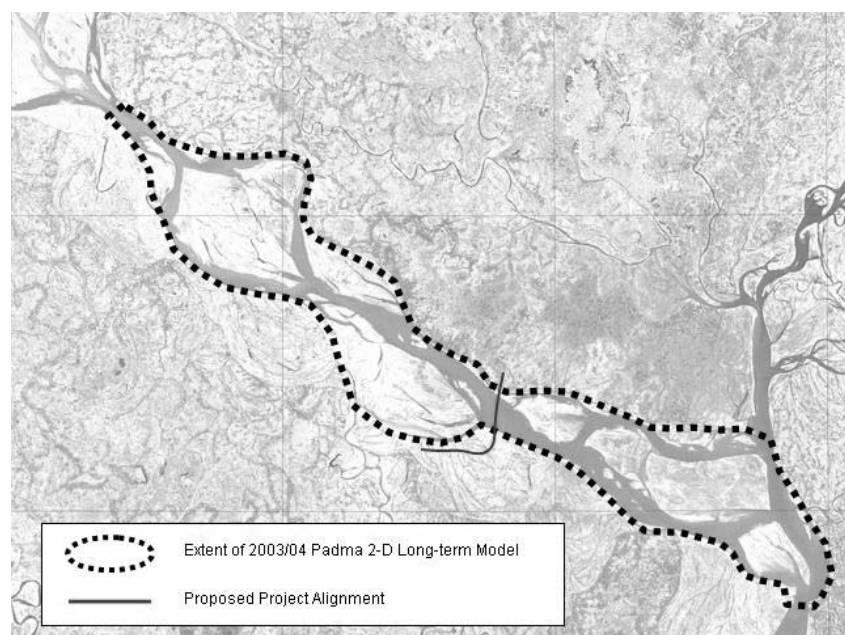 Extent of 2003/04 Padma 2-D Long-term Model
Proposed Project Alignment